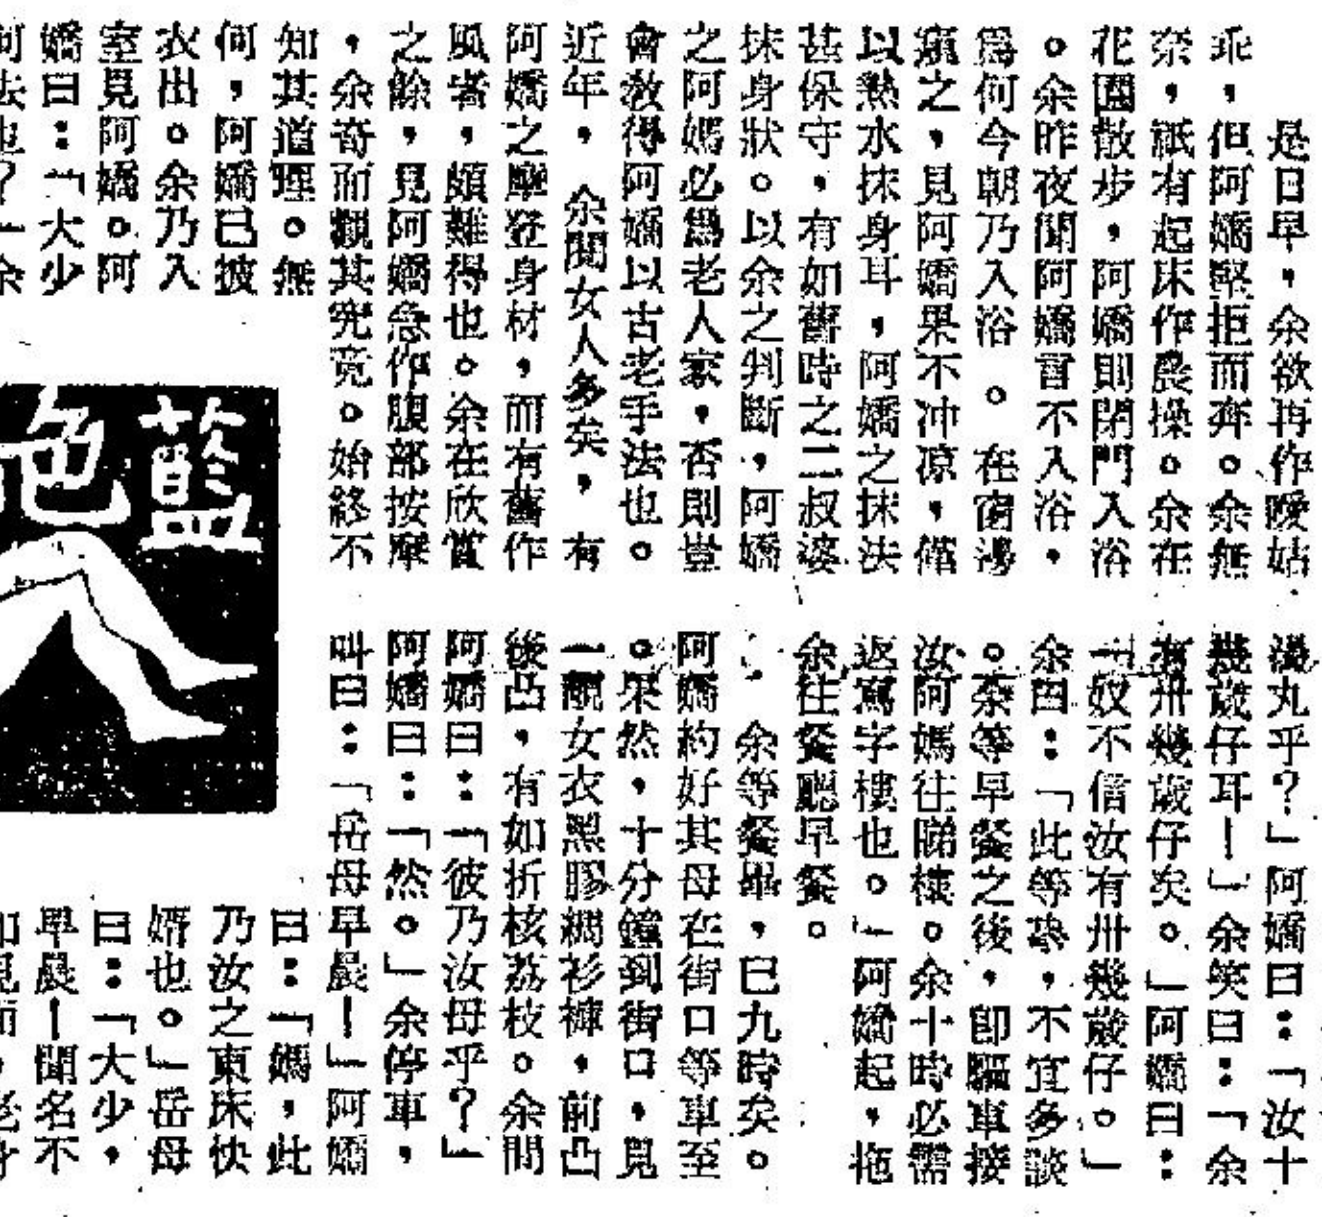 是日早，余欲再作曖姑
乖，但阿嬌堅拒而奔。余無
奈，祇有起床作晨操。余在
花園散步，阿嬌則閉門入浴
。余昨夜聞阿嬌言不入浴，
爲何今朝乃入浴。在窗邊
窺之，見阿嬌果不冲凉，僅
以熱水抹身耳，阿嬌之抹法
甚保守，有如舊時之二叔婆
抹身狀。以余之判斷，阿嬌
之阿媽必爲老人家，否則豈
會敎得阿嬌以古老手法也。
近年，余閱女人多矣，有
阿嬌之摩登身材，而有舊作
風者，頗難得也。余在欣賞
之餘，見阿嬌急作腹部按摩
，余奇而觀其究竟。始終不
知其道理。無
何，阿嬌已披
衣出。余乃入
室見阿嬌。阿
嬌曰：「大少
何法也？」余
藍
色
丸乎？」阿嬌曰：「汝十
幾歲仔耳！」余笑曰：「余
有卅幾歲仔矣。」阿嬌曰：
「奴不信汝有卅幾歲仔。」
余曰：「此等事，不宜多談
。奈等早餐之後，卽驅車接
汝阿媽往睇樓。余十時必需
返寫字樓也。」阿嬌起，拖
余往餐廳早餐。
余等餐畢，已九時矣。
阿嬌約好其母在街口等車至
。果然，十分鐘到街口，見
一靚女衣黑膠綢衫褲，前凸
後凸，有如折核荔枝。余問
阿嬌曰：「彼乃汝母乎？」
阿嬌曰：「然。」余停車，
叫曰：「岳母早晨！」阿嬌
曰：「媽，此
乃汝之東床快
婿也。」岳母
曰：「大少，
早晨！聞名不
如見面，老身